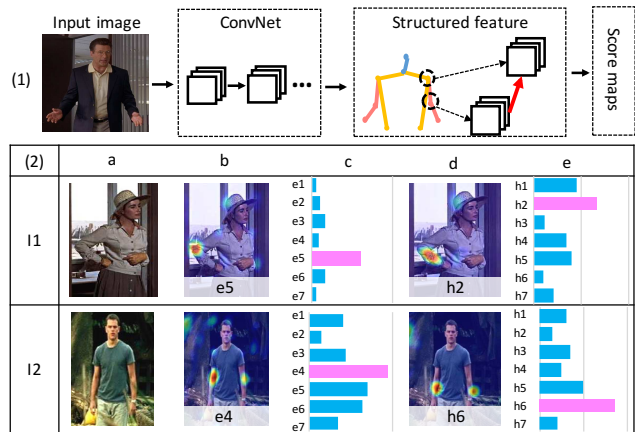 Input image
ConvNet
Structured feature
(1)
Score maps
(2) a b c d e
I1
e5
e1
e2
e3
e4
e5
e6
e7
h2
h1
h2
h3
h4
h5
h6
h7
I2
e4
e1
e2
e3
e4
e5
e6
e7
h6
h1
h2
h3
h4
h5
h6
h7